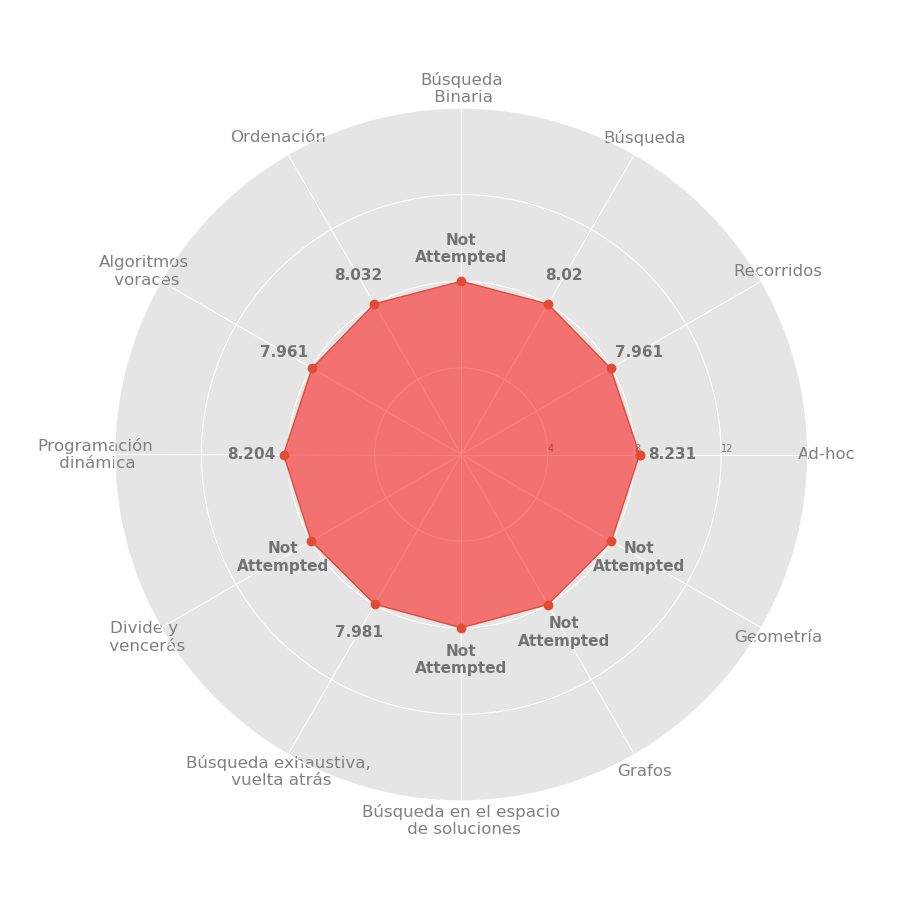 Búsqueda
Binaria
Ordenación
Búsqueda
Not
Attempted
8.032
8.02
Algoritmos
voraces
Recorridos
7.961
7.961
Programación
dinámica
8.204
4
8
12
8.231
Ad-hoc
Not
Attempted
Not
Attempted
Divide y
vencerás
7.981
Not
Attempted
Not
Attempted
Geometría
Búsqueda exhaustiva,
vuelta atrás
Grafos
Búsqueda en el espacio
de soluciones